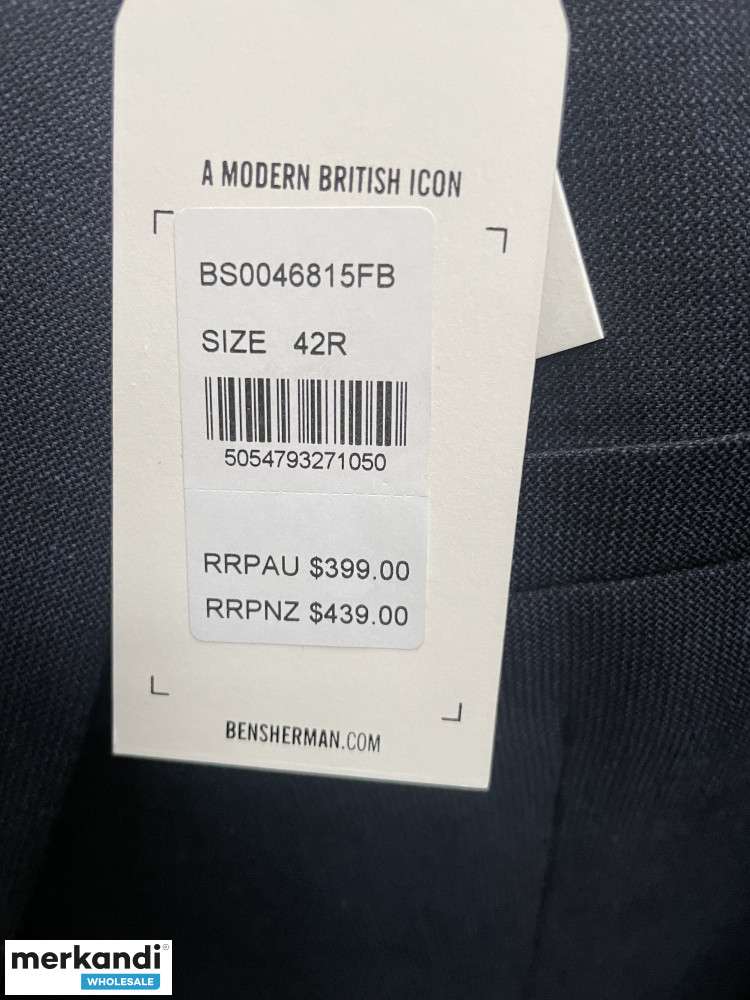 A MODERN BRITISH ICON
BS0046815FB
SIZE 42R
5054793271050
RRPAU $399.00
RRPNZ $439.00
BENSHERMAN.COM
merkandi®
WHOLESALE